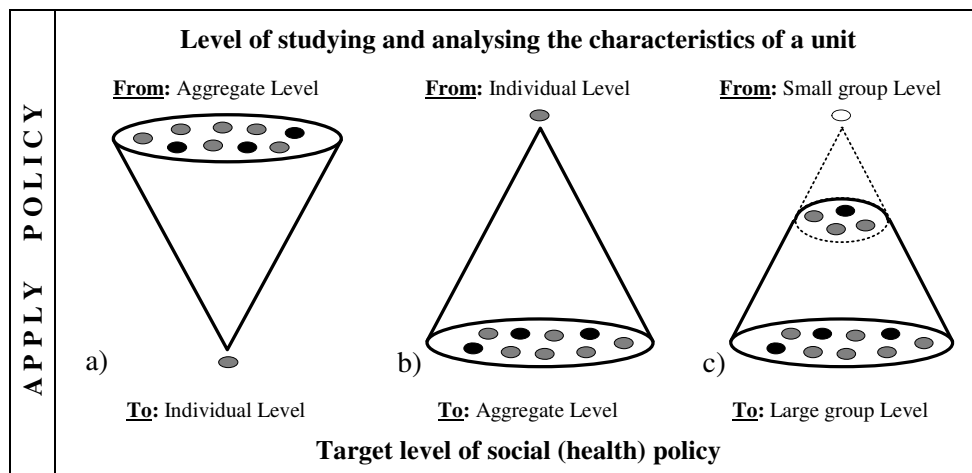 Level of studying and analysing the characteristics of a unit
From: Aggregate Level
From: Individual Level
From: Small group Level
APPLY POLICY
a)
b)
c)
To: Individual Level
To: Aggregate Level
To: Large group Level
Target level of social (health) policy